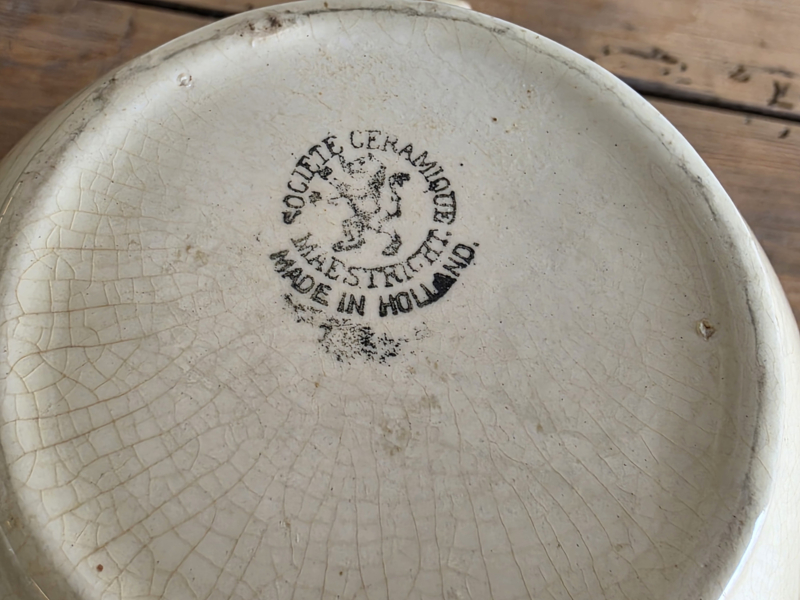 SOCIETE CERAMIQUE
MAESTRICHT.
MADE IN HOLLAND.